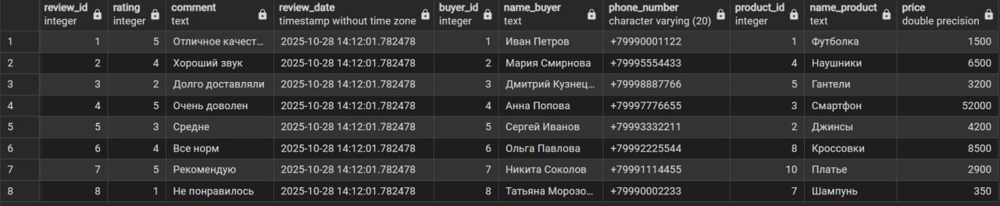 review_id rating comment review_date buyer_id name_buyer phone_number product_id name_product price
integer integer text timestamp without time zone integer text character varying (20) integer text double precision
1 1 5 Отличное качест... 2025-10-28 14:12:01.782478 1 Иван Петров +79990001122 1 Футболка 1500
2 2 4 Хороший звук 2025-10-28 14:12:01.782478 2 Мария Смирнова +79995554433 4 Наушники 6500
3 3 2 Долго доставляли 2025-10-28 14:12:01.782478 3 Дмитрий Кузнец... +79998887766 5 Гантели 3200
4 4 5 Очень доволен 2025-10-28 14:12:01.782478 4 Анна Попова +79997776655 3 Смартфон 52000
5 5 3 Средне 2025-10-28 14:12:01.782478 5 Сергей Иванов +79993332211 2 Джинсы 4200
6 6 4 Все норм 2025-10-28 14:12:01.782478 6 Ольга Павлова +79992225544 8 Кроссовки 8500
7 7 5 Рекомендую 2025-10-28 14:12:01.782478 7 Никита Соколов +79991114455 10 Платье 2900
8 8 1 Не понравилось 2025-10-28 14:12:01.782478 8 Татьяна Морозо... +79990002233 7 Шампунь 350